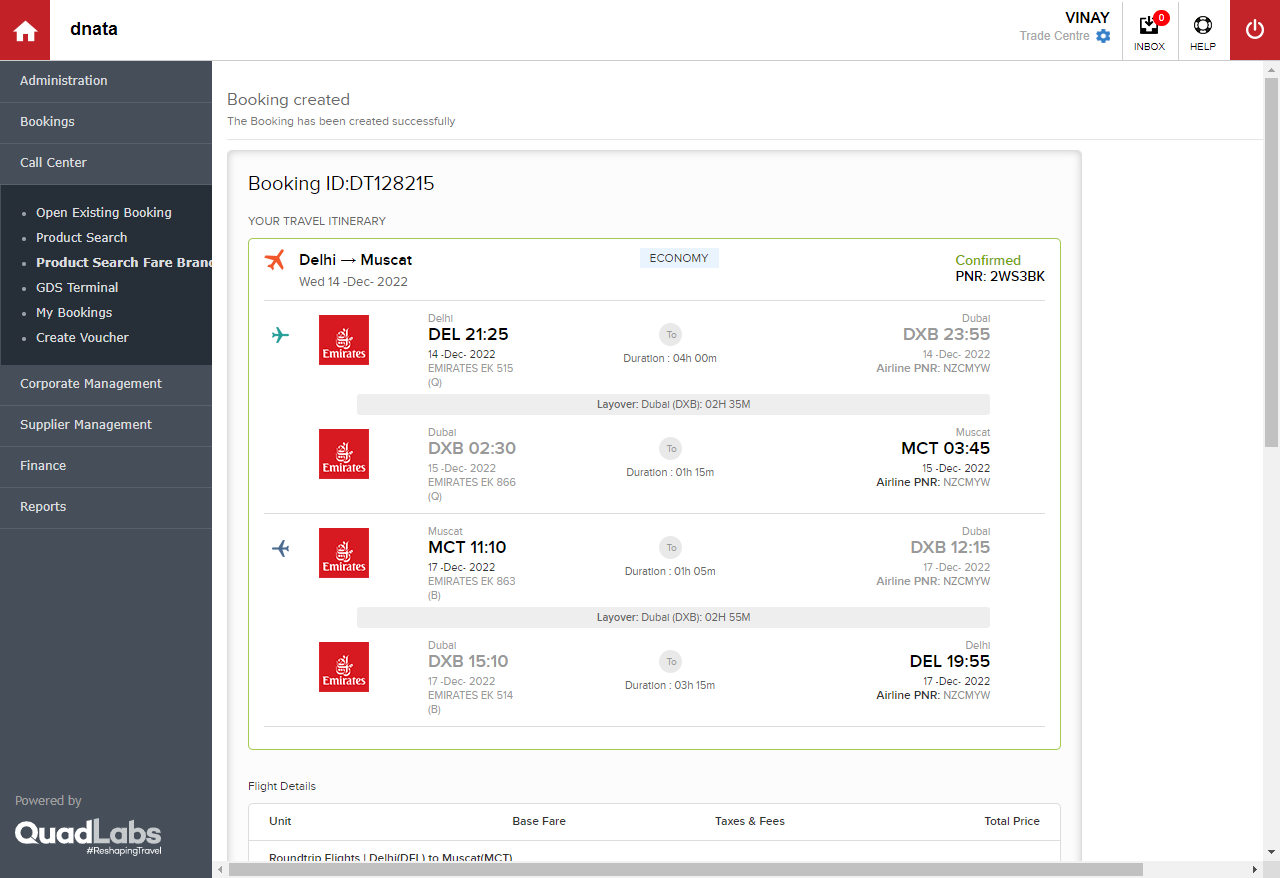 dnata
VINAY
Trade Centre
0
INBOX
HELP
Administration
Bookings
Call Center
Open Existing Booking
Product Search
Product Search Fare Brand
GDS Terminal
My Bookings
Create Voucher
Corporate Management
Supplier Management
Finance
Reports
Powered by
QuadLabs
#ReshapingTravel
Booking created
The Booking has been created successfully
Booking ID:DT128215
YOUR TRAVEL ITINERARY
Delhi → Muscat
Wed 14 -Dec- 2022
ECONOMY
Confirmed
PNR: 2WS3BK
Emirates
Delhi
DEL 21:25
14 -Dec- 2022
EMIRATES EK 515
(Q)
To
Duration : 04h 00m
Dubai
DXB 23:55
14 -Dec- 2022
Airline PNR: NZCMYW
Layover: Dubai (DXB): 02H 35M
Emirates
Dubai
DXB 02:30
15 -Dec- 2022
EMIRATES EK 866
(Q)
To
Duration : 01h 15m
Muscat
MCT 03:45
15 -Dec- 2022
Airline PNR: NZCMYW
Emirates
Muscat
MCT 11:10
17 -Dec- 2022
EMIRATES EK 863
(B)
To
Duration : 01h 05m
Dubai
DXB 12:15
17 -Dec- 2022
Airline PNR: NZCMYW
Layover: Dubai (DXB): 02H 55M
Emirates
Dubai
DXB 15:10
17 -Dec- 2022
EMIRATES EK 514
(B)
To
Duration : 03h 15m
Delhi
DEL 19:55
17 -Dec- 2022
Airline PNR: NZCMYW
Flight Details
Unit Base Fare Taxes & Fees Total Price
Roundtrip Flights | Delhi(DEL) to Muscat(MCT)